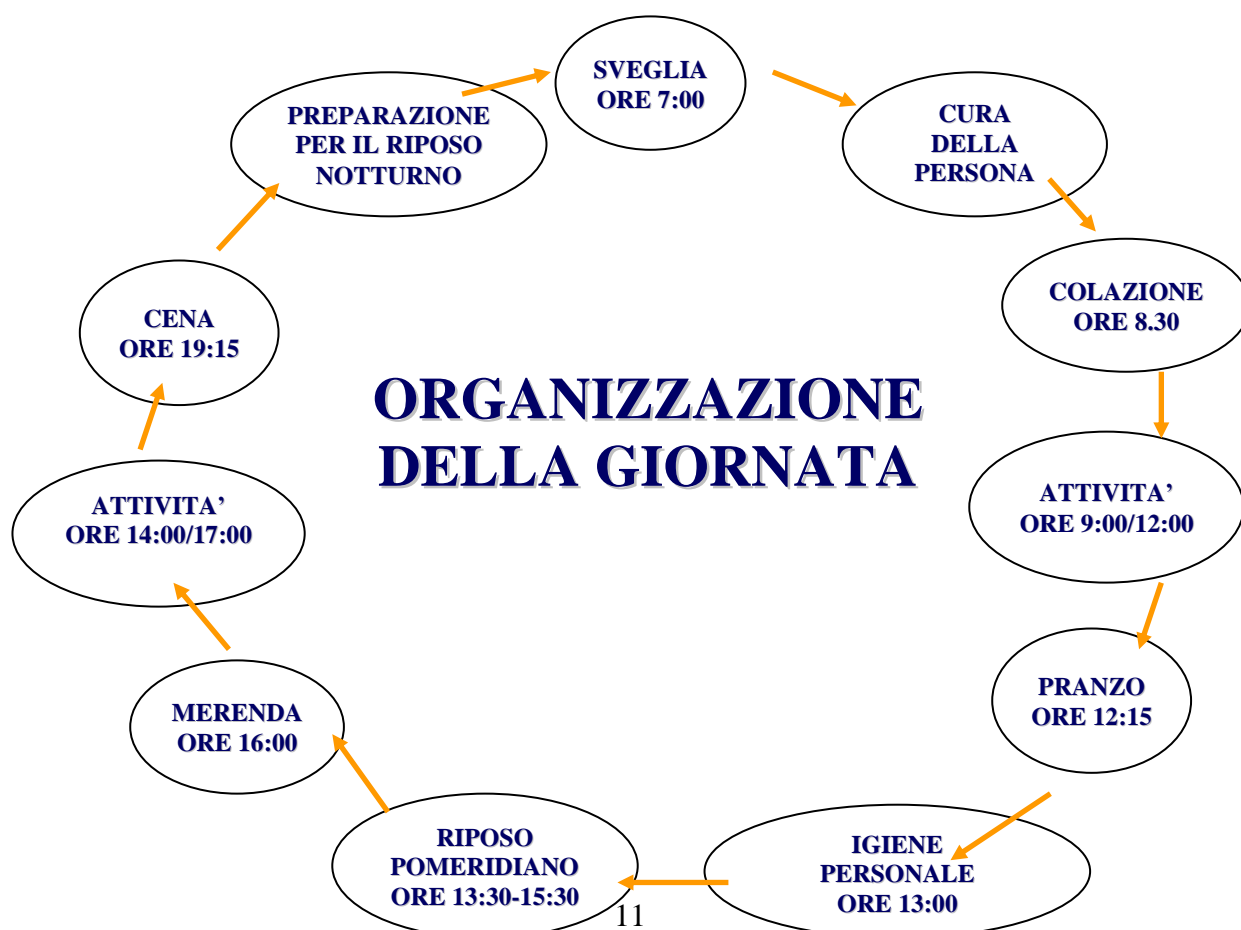 SVEGLIA
ORE 7:00
CURA
DELLA
PERSONA
COLAZIONE
ORE 8.30
ATTIVITA’
ORE 9:00/12:00
PRANZO
ORE 12:15
IGIENE
PERSONALE
ORE 13:00
RIPOSO
POMERIDIANO
ORE 13:30-15:30
MERENDA
ORE 16:00
ATTIVITA’
ORE 14:00/17:00
CENA
ORE 19:15
PREPARAZIONE
PER IL RIPOSO
NOTTURNO
ORGANIZZAZIONE
DELLA GIORNATA
11